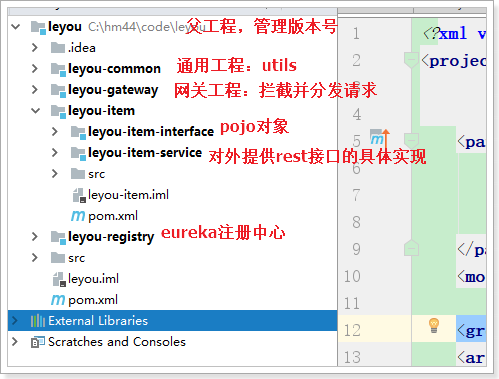 leyou C:\hm44\code\leyou 父工程，管理版本号
.idea
leyou-common 通用工程：utils
leyou-gateway 网关工程：拦截并分发请求
leyou-item
leyou-item-interface pojo对象
leyou-item-service 对外提供rest接口的具体实现
src
leyou-item.iml
pom.xml
leyou-registry eureka注册中心
src
leyou.iml
pom.xml
External Libraries
Scratches and Consoles
1 <?xml v
2 <project
3
4
5 <pa
6
7
8
9 </pa
10 <mo
11
12 <gr
13 <ar